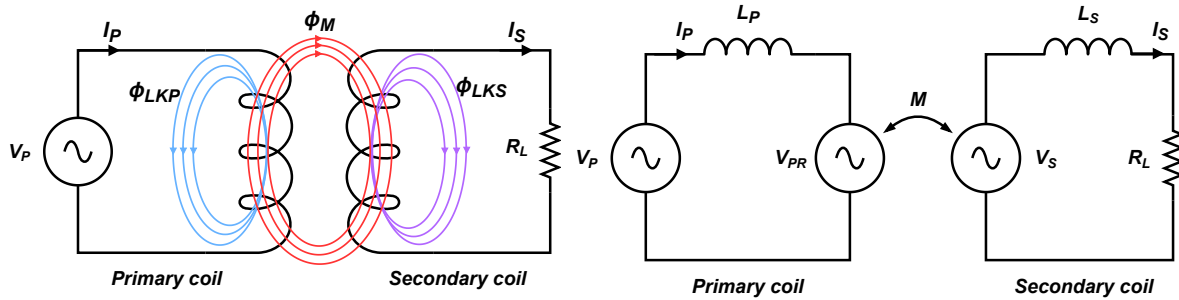 I_P
ϕ_M
I_S
ϕ_LKP
ϕ_LKS
V_P
R_L
Primary coil
Secondary coil
I_P
L_P
L_S
I_S
M
V_P
V_PR
V_S
R_L
Primary coil
Secondary coil